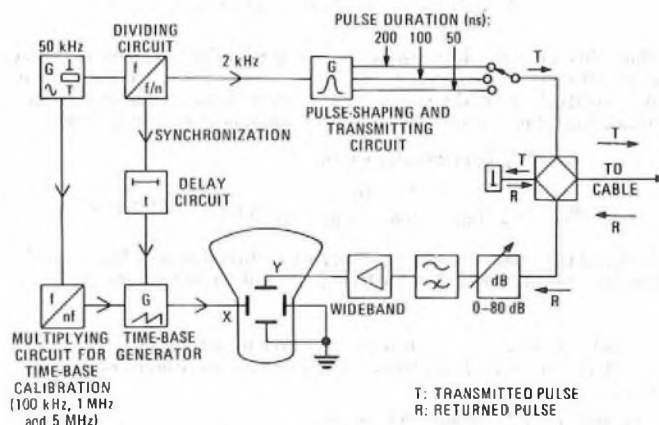 PULSE DURATION (ns):
200 100 50
DIVIDING
CIRCUIT
50 kHz
G
T
f
f/n
2 kHz
G
T
PULSE-SHAPING AND
TRANSMITTING
CIRCUIT
SYNCHRONIZATION
T
T
R
TO
CABLE
R
t
DELAY
CIRCUIT
Y
WIDEBAND
dB
0–80 dB
R
f
nf
G
X
MULTIPLYING
CIRCUIT FOR
TIME-BASE
CALIBRATION
(100 kHz, 1 MHz
and 5 MHz)
TIME-BASE
GENERATOR
T: TRANSMITTED PULSE
R: RETURNED PULSE